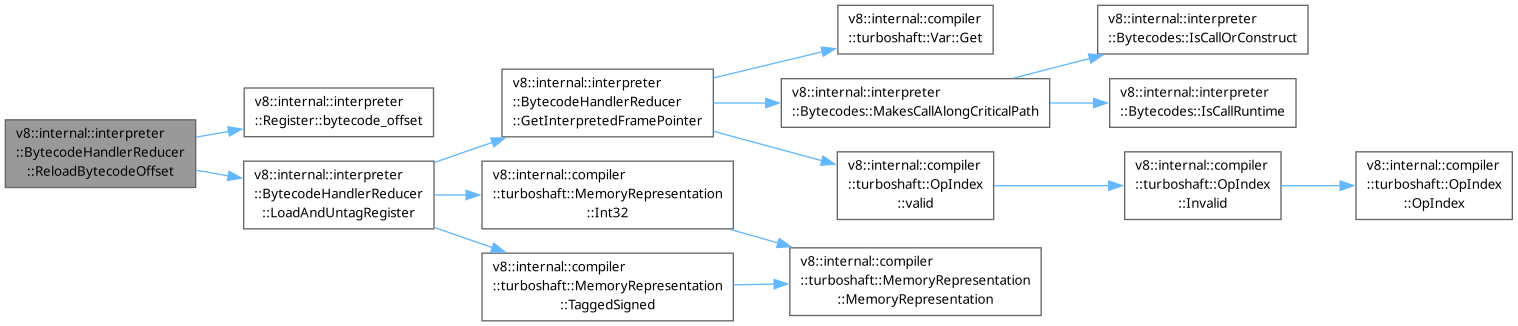 v8::internal::interpreter
::BytecodeHandlerReducer
::ReloadBytecodeOffset
v8::internal::interpreter
::Register::bytecode_offset
v8::internal::interpreter
::BytecodeHandlerReducer
::LoadAndUntagRegister
v8::internal::interpreter
::BytecodeHandlerReducer
::GetInterpretedFramePointer
v8::internal::compiler
::turboshaft::MemoryRepresentation
::Int32
v8::internal::compiler
::turboshaft::MemoryRepresentation
::TaggedSigned
v8::internal::compiler
::turboshaft::Var::Get
v8::internal::interpreter
::Bytecodes::MakesCallAlongCriticalPath
v8::internal::compiler
::turboshaft::OpIndex
::valid
v8::internal::compiler
::turboshaft::MemoryRepresentation
::MemoryRepresentation
v8::internal::interpreter
::Bytecodes::IsCallOrConstruct
v8::internal::interpreter
::Bytecodes::IsCallRuntime
v8::internal::compiler
::turboshaft::OpIndex
::Invalid
v8::internal::compiler
::turboshaft::OpIndex
::OpIndex